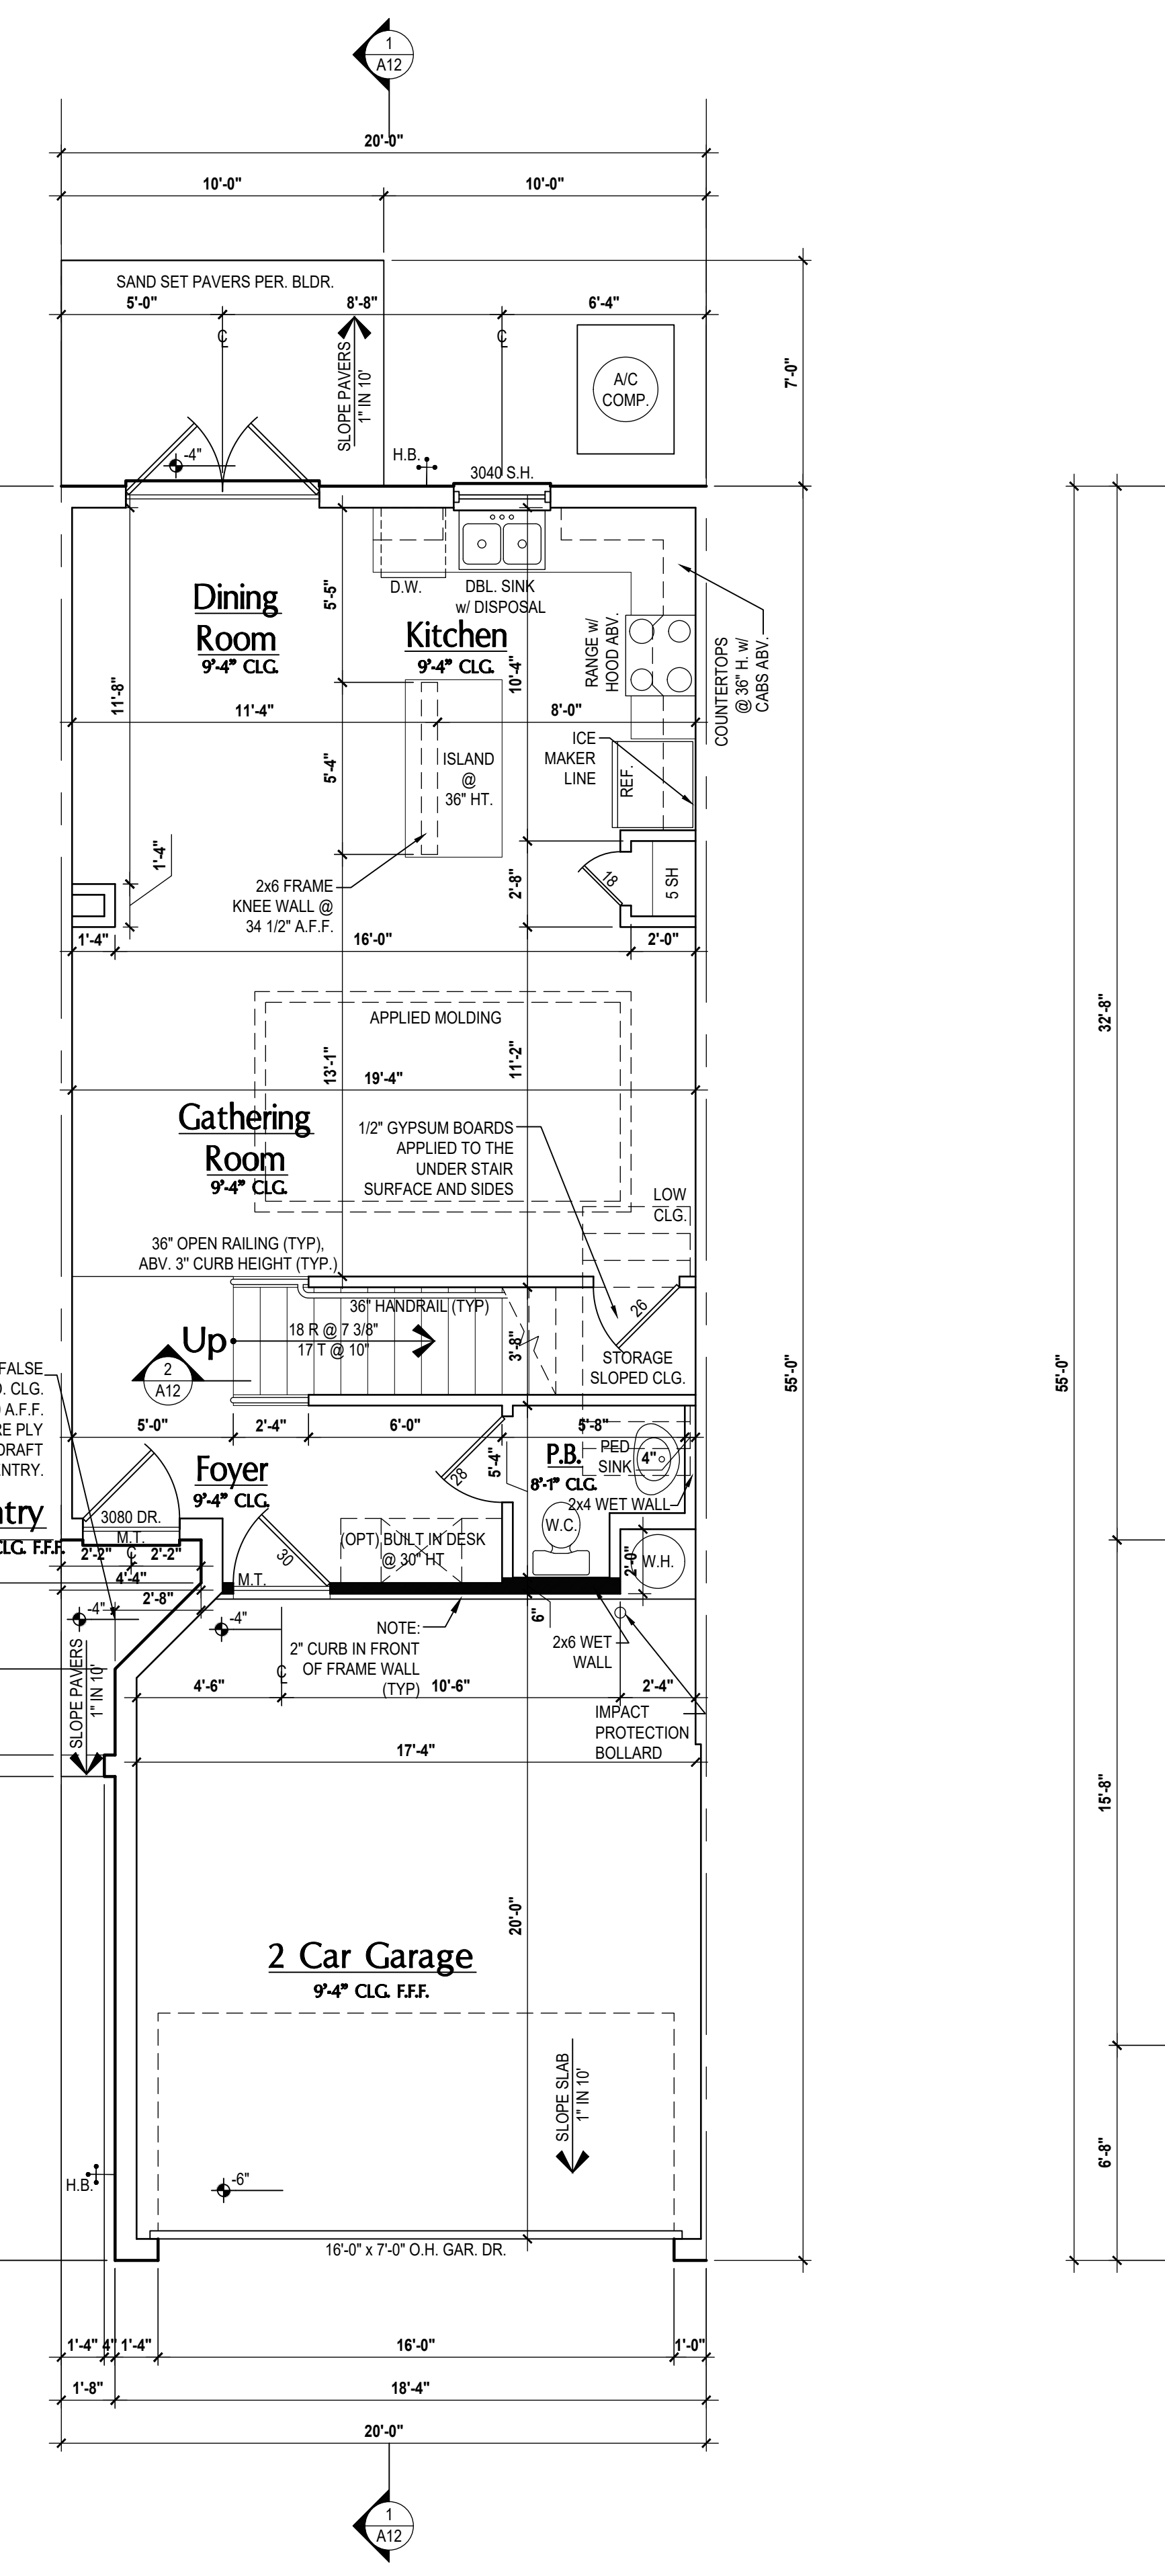 1
A12
20'-0"
10'-0"
10'-0"
SAND SET PAVERS PER. BLDR.
5'-0"
8'-8"
6'-4"
CL
CL
SLOPE PAVERS
1" IN 10'
A/C
COMP.
7'-0"
-4"
H.B.
3040 S.H.
D.W.
DBL. SINK
w/ DISPOSAL
Dining
Room
9'-4" CLG.
5'-5"
Kitchen
9'-4" CLG.
10'-4"
RANGE w/
HOOD ABV.
COUNTERTOPS
@ 36" H. w/
CABS ABV.
11'-8"
11'-4"
8'-0"
ICE
MAKER
LINE
REF.
5'-4"
ISLAND
@
36" HT.
1'-4"
2x6 FRAME
KNEE WALL @
34 1/2" A.F.F.
2'-8"
18
5 SH
1'-4"
16'-0"
2'-0"
APPLIED MOLDING
32'-8"
13'-1"
11'-2"
19'-4"
Gathering
Room
9'-4" CLG.
1/2" GYPSUM BOARDS
APPLIED TO THE
UNDER STAIR
SURFACE AND SIDES
LOW
CLG.
36" OPEN RAILING (TYP),
ABV. 3" CURB HEIGHT (TYP.)
36" HANDRAIL (TYP)
Up
18 R @ 7 3/8"
17 T @ 10"
3'-8"
26
STORAGE
SLOPED CLG.
2
A12
55'-0"
55'-0"
FALSE
. CLG.
A.F.F.
RE PLY
DRAFT
ENTRY.
5'-0"
2'-4"
6'-0"
5'-8"
Foyer
9'-4" CLG.
28
5'-4"
P.B.
8'-1" CLG.
PED
SINK
4"
2x4 WET WALL
ntry
CLG. F.F.F.
3080 DR.
M.T.
(OPT) BUILT IN DESK
@ 30" HT
W.C.
W.H.
2'-0"
2'-2"
CL
2'-2"
4'-4"
2'-8"
30
M.T.
-4"
-4"
6"
NOTE:
2" CURB IN FRONT
OF FRAME WALL
(TYP)
2x6 WET
WALL
SLOPE PAVERS
1" IN 10'
4'-6"
CL
10'-6"
2'-4"
IMPACT
PROTECTION
BOLLARD
17'-4"
15'-8"
20'-0"
2 Car Garage
9'-4" CLG. F.F.F.
SLOPE SLAB
1" IN 10'
6'-8"
H.B.
-6"
16'-0" x 7'-0" O.H. GAR. DR.
1'-4"
4"
1'-4"
16'-0"
1'-0"
1'-8"
18'-4"
20'-0"
1
A12